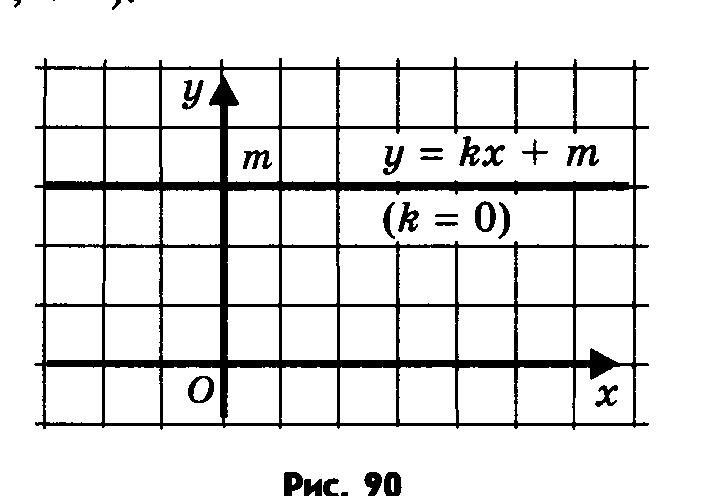 y
m
y = kx + m
(k = 0)
O
x
Рис. 90